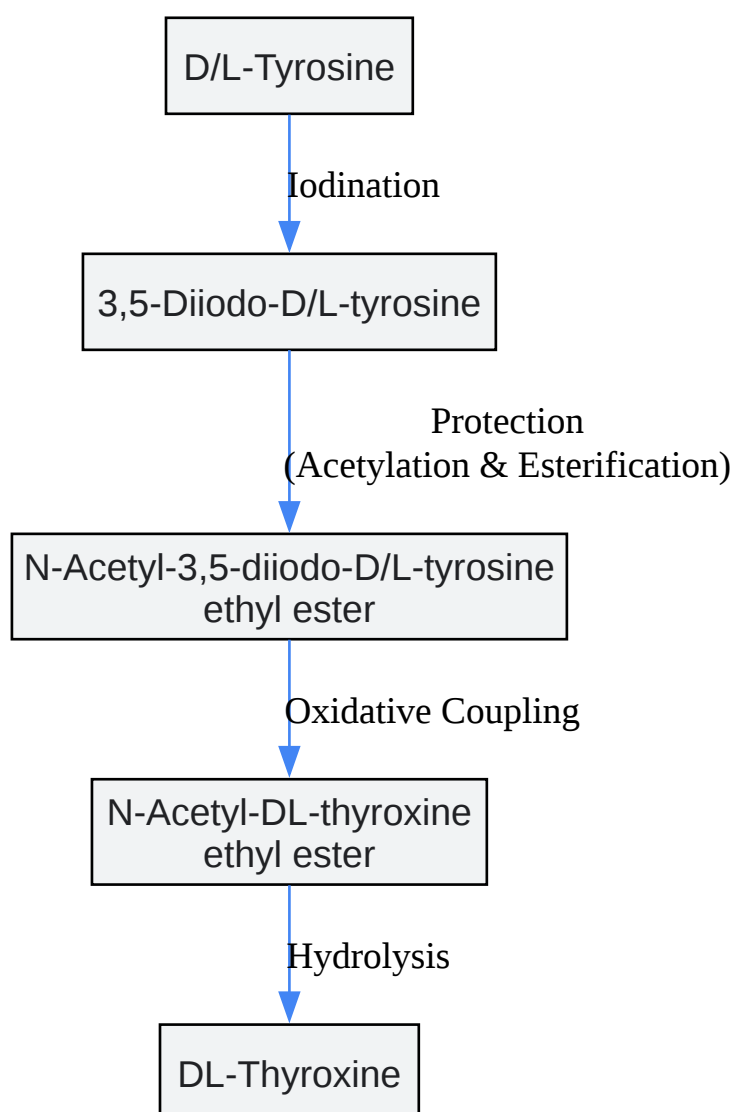 D/L-Tyrosine
Iodination
3,5-Diiodo-D/L-tyrosine
Protection
(Acetylation & Esterification)
N-Acetyl-3,5-diiodo-D/L-tyrosine
ethyl ester
Oxidative Coupling
N-Acetyl-DL-thyroxine
ethyl ester
Hydrolysis
DL-Thyroxine